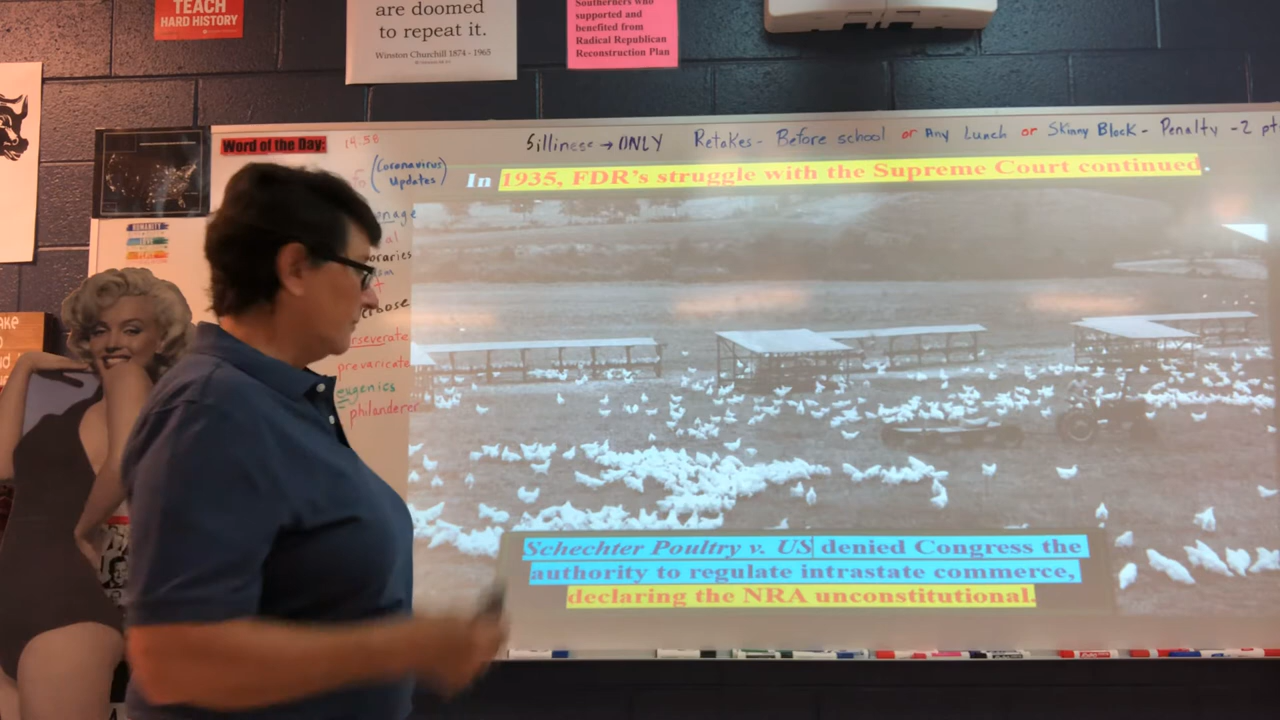 TEACH
HARD HISTORY
are doomed
to repeat it.
Winston Churchill 1874 - 1965
Southerners who
supported and
benefited from
Radical Republican
Reconstruction Plan
Word of the Day:
Silliness → ONLY
Retakes - Before school or Any Lunch or Skinny Block - Penalty -2 pt
(Coronavirus
Updates)
In 1935, FDR's struggle with the Supreme Court continued.
HUMANITY
LOVE
perseverate
prevaricate
eugenics
philanderer
Schechter Poultry v. US denied Congress the
authority to regulate intrastate commerce,
declaring the NRA unconstitutional.